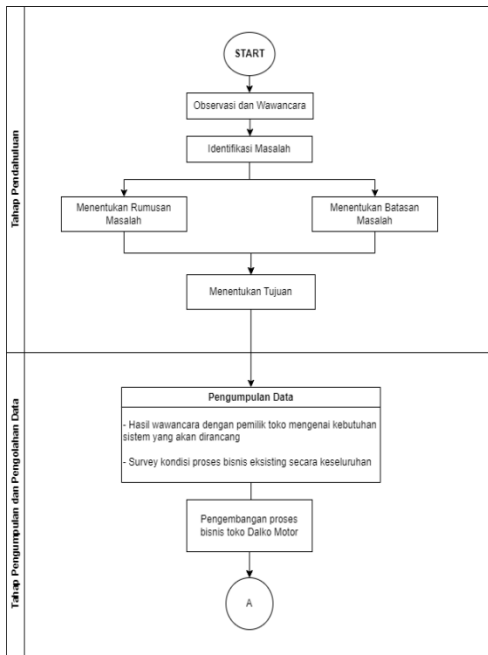 Tahap Pendahuluan
START
Observasi dan Wawancara
Identifikasi Masalah
Menentukan Rumusan
Masalah
Menentukan Batasan
Masalah
Menentukan Tujuan
Tahap Pengumpulan dan Pengolahan Data
Pengumpulan Data
- Hasil wawancara dengan pemilik toko mengenai kebutuhan
sistem yang akan dirancang
- Survey kondisi proses bisnis eksisting secara keseluruhan
Pengembangan proses
bisnis toko Dalko Motor
A